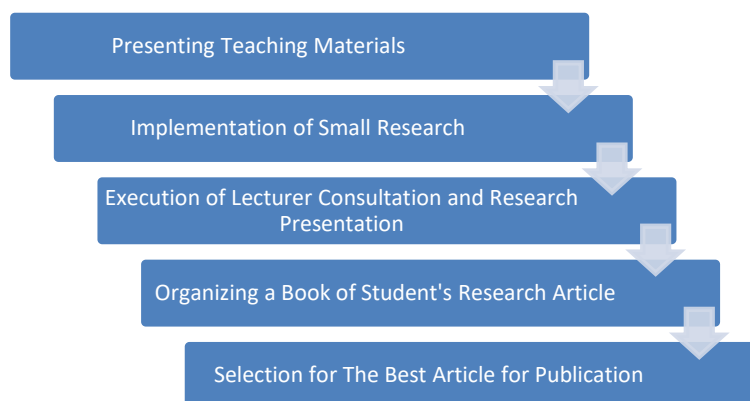 Presenting Teaching Materials
Implementation of Small Research
Execution of Lecturer Consultation and Research
Presentation
Organizing a Book of Student's Research Article
Selection for The Best Article for Publication